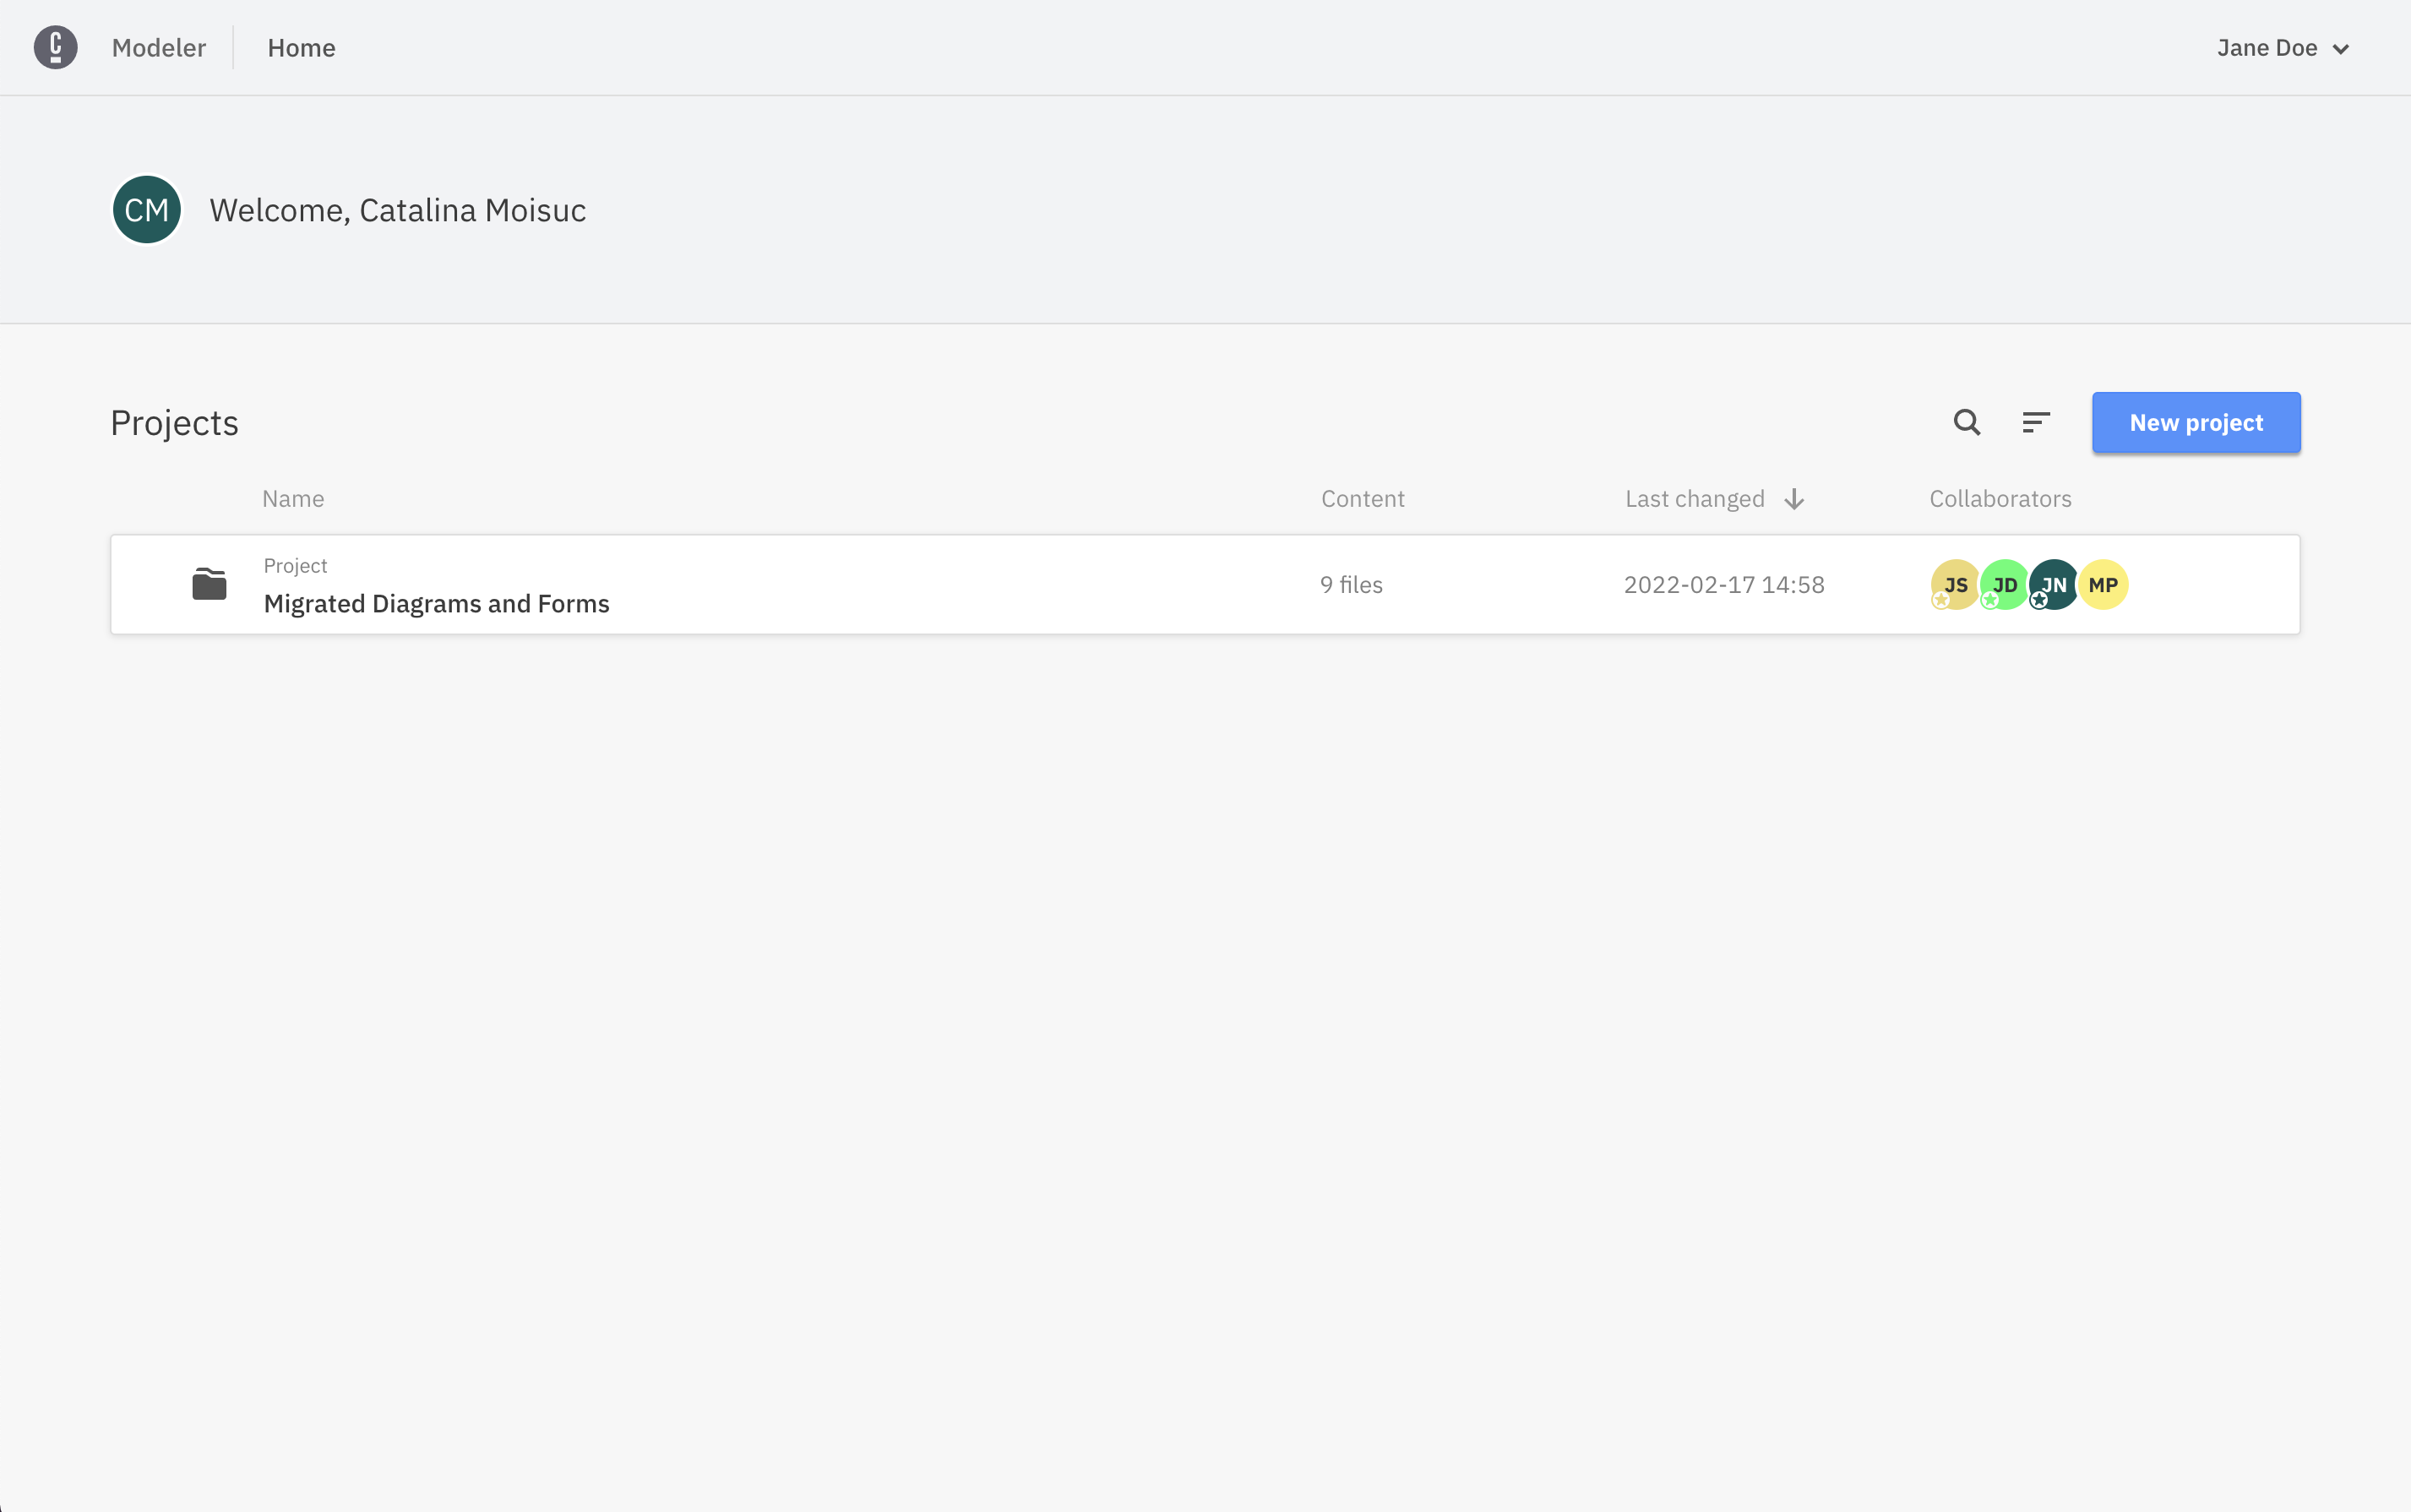 C Modeler Home Jane Doe
CM Welcome, Catalina Moisuc
Projects New project
Name Content Last changed Collaborators
Project
Migrated Diagrams and Forms 9 files 2022-02-17 14:58 JS JD JN MP